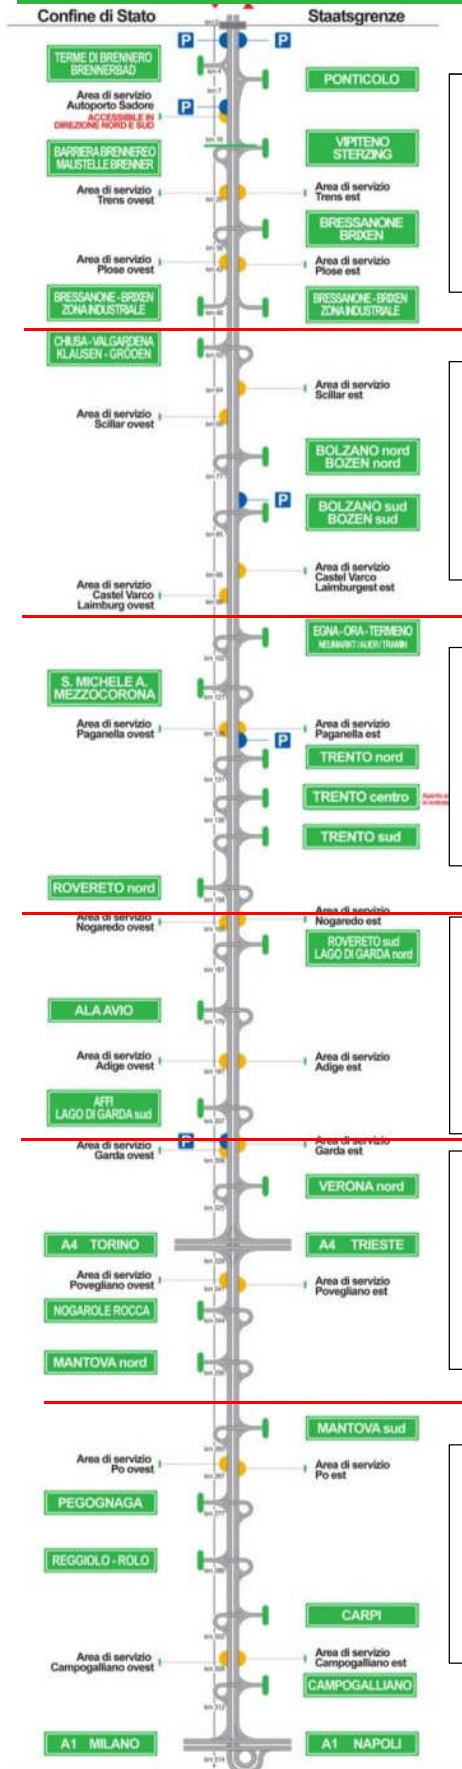 Confine di Stato
Staatsgrenze
P
P
TERME DI BRENNERO
BRENNERBAD
PONTICOLO
Area di servizio
Autoporto Sadore
ACCESSIBILE IN
DIREZIONE NORD E SUD
P
VIPITENO
STERZING
BARRIERA BRENNEREO
MAUSTELLE BRENNER
Area di servizio
Trens ovest
Area di servizio
Trens est
BRESSANONE
BRIXEN
Area di servizio
Plose ovest
Area di servizio
Plose est
BRESSANONE - BRIXEN
ZONA INDUSTRIALE
BRESSANONE - BRIXEN
ZONA INDUSTRIALE
CHIUSA - VALGARDENA
KLAUSEN - GRÖDEN
Area di servizio
Scillar est
Area di servizio
Scillar ovest
BOLZANO nord
BOZEN nord
P
BOLZANO sud
BOZEN sud
Area di servizio
Castel Varco
Laimburgest est
Area di servizio
Castel Varco
Laimburg ovest
EGNA - ORA - TERMENO
NEUMARKT / AUER / TRAMIN
S. MICHELE A.
MEZZOCORONA
Area di servizio
Paganella ovest
Area di servizio
Paganella est
P
TRENTO nord
TRENTO centro
TRENTO sud
ROVERETO nord
Area di servizio
Nogaredo ovest
Area di servizio
Nogaredo est
ROVERETO sud
LAGO DI GARDA nord
ALA AVIO
Area di servizio
Adige ovest
Area di servizio
Adige est
AFFI
LAGO DI GARDA sud
P
Area di servizio
Garda ovest
Area di servizio
Garda est
VERONA nord
A4 TORINO
A4 TRIESTE
Area di servizio
Povegliano ovest
Area di servizio
Povegliano est
NOGAROLE ROCCA
MANTOVA nord
MANTOVA sud
Area di servizio
Po ovest
Area di servizio
Po est
PEGOGNAGA
REGGIOLO - ROLO
CARPI
Area di servizio
Campogalliano ovest
Area di servizio
Campogalliano est
CAMPOGALLIANO
A1 MILANO
A1 NAPOLI